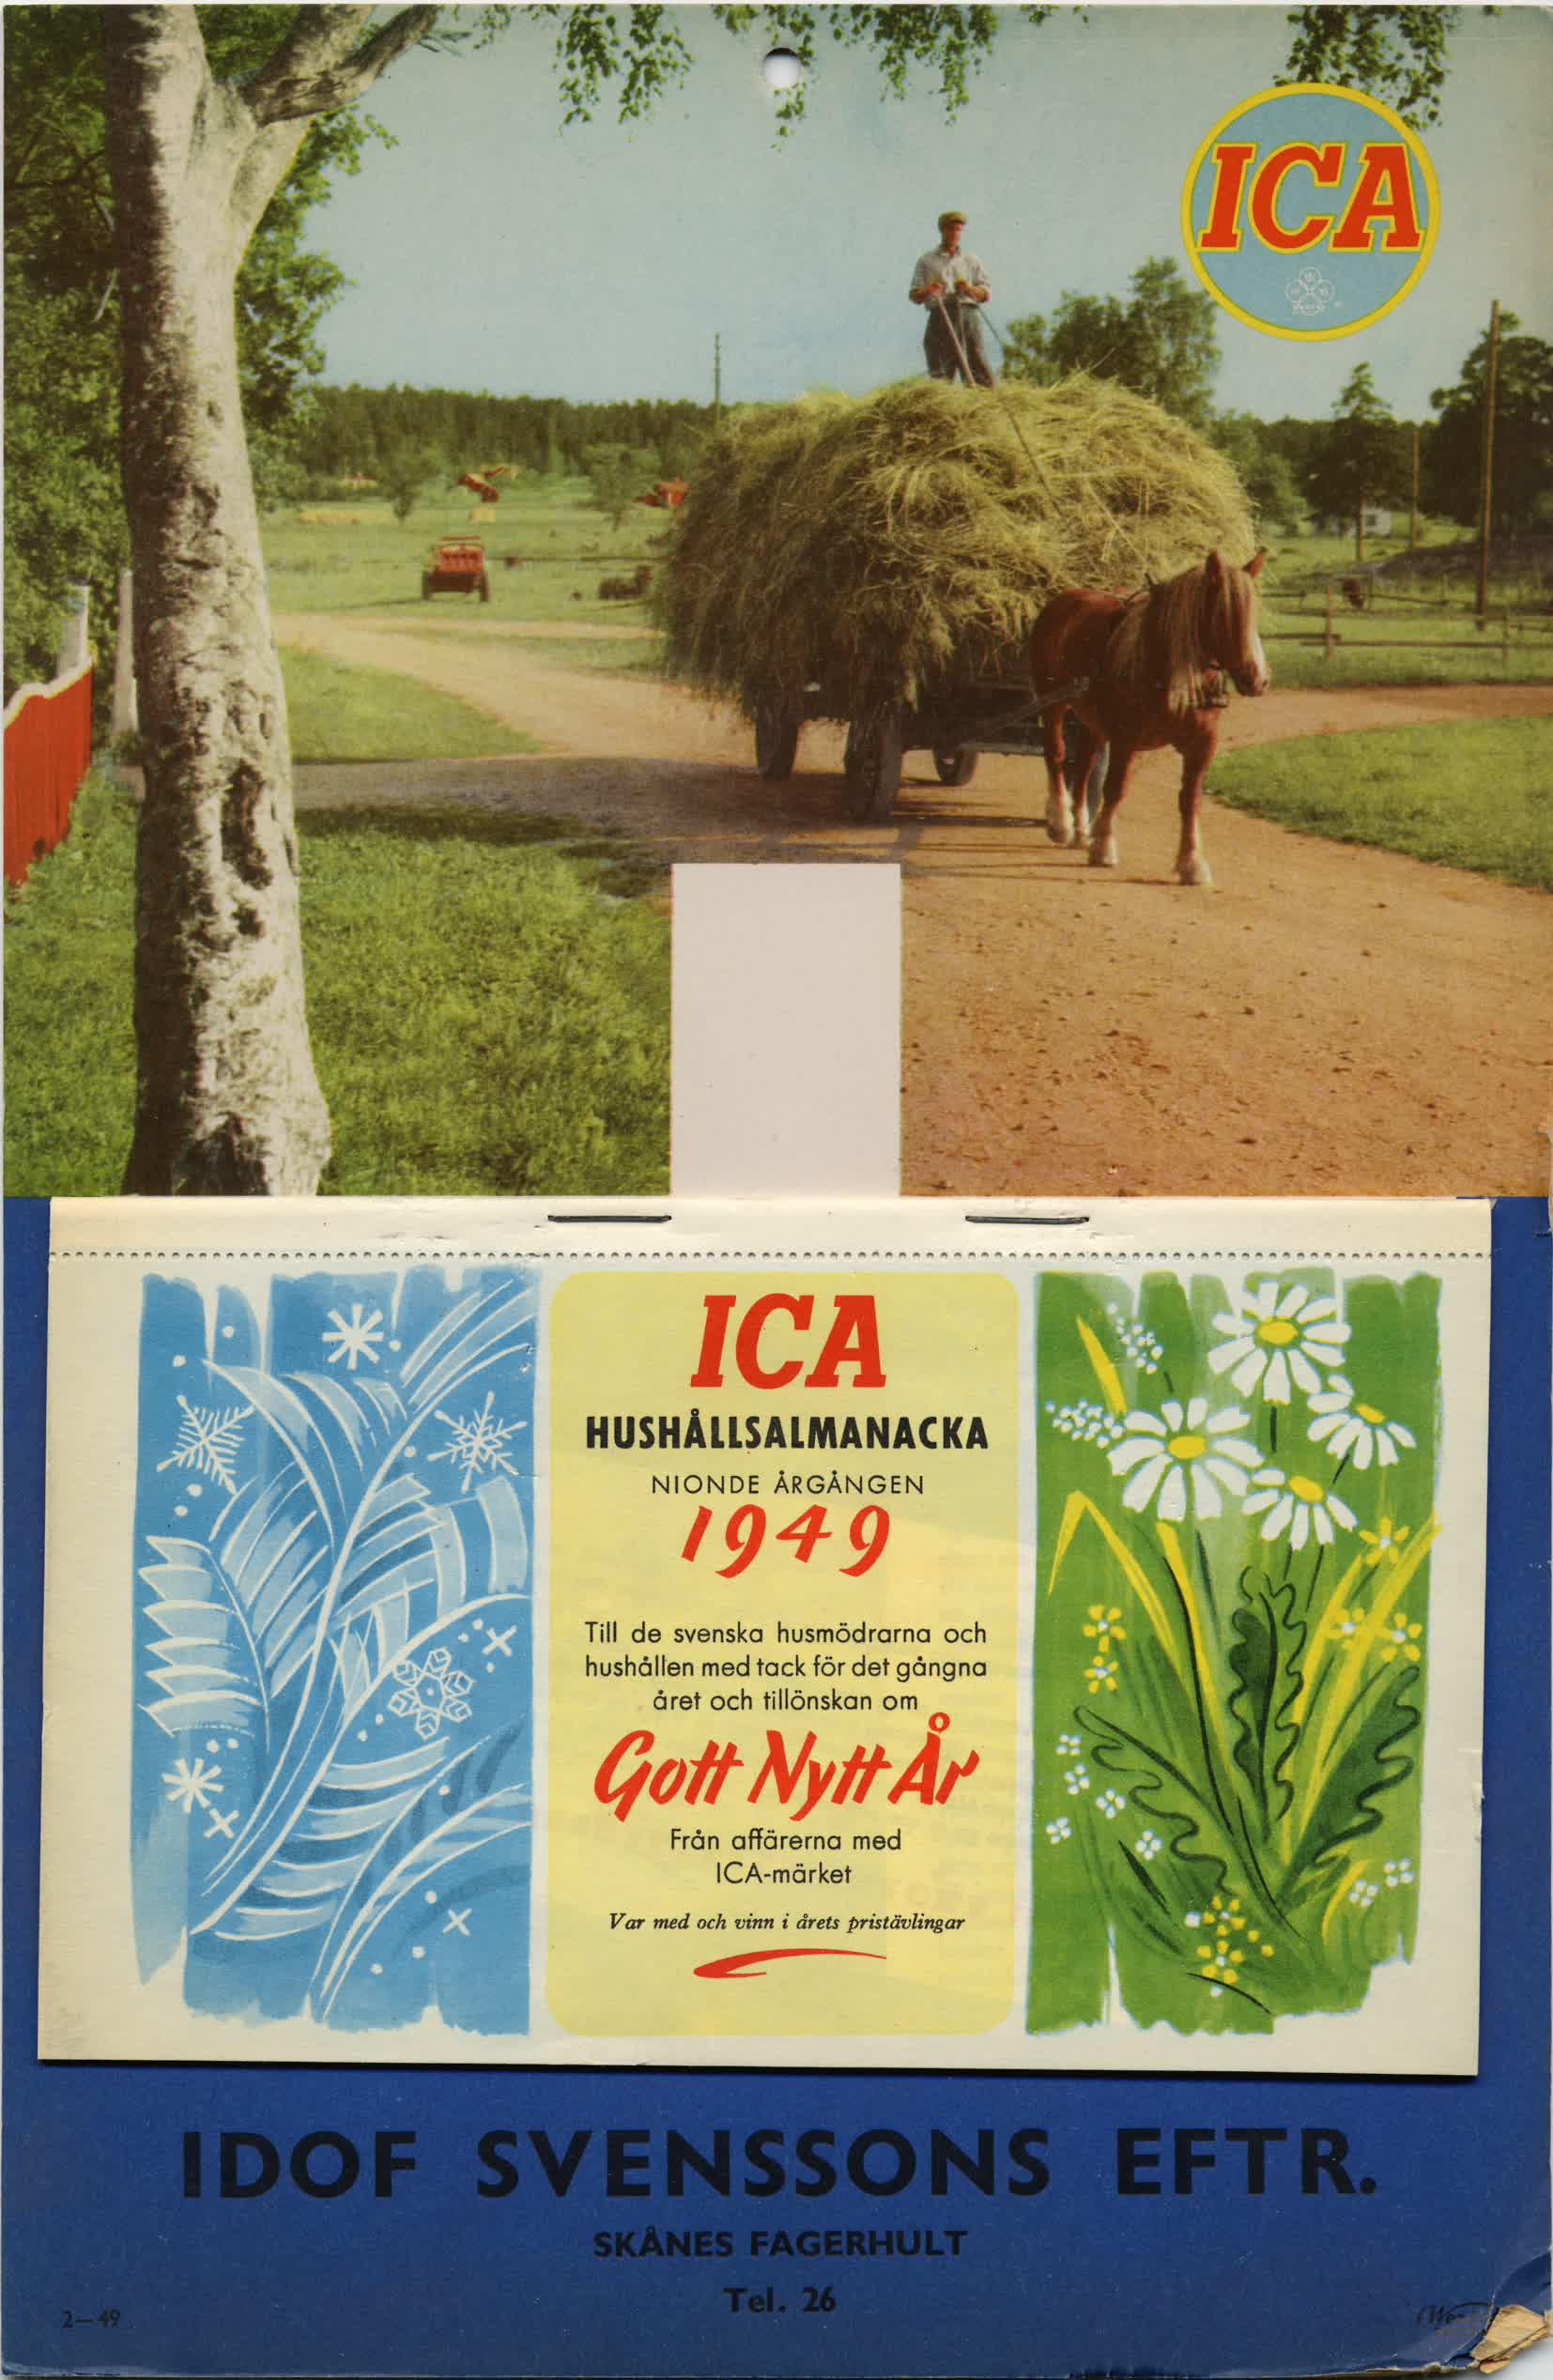 ICA
ICA
HUSHÅLLSALMANACKA
NIONDE ÅRGÅNGEN
1949
Till de svenska husmödrarna och
hushållen med tack för det gångna
året och tillönskan om
Gott Nytt År
Från affärerna med
ICA-märket
Var med och vinn i årets pristävlingar
IDOF SVENSSONS EFTR.
SKÅNES FAGERHULT
Tel. 26
2—49